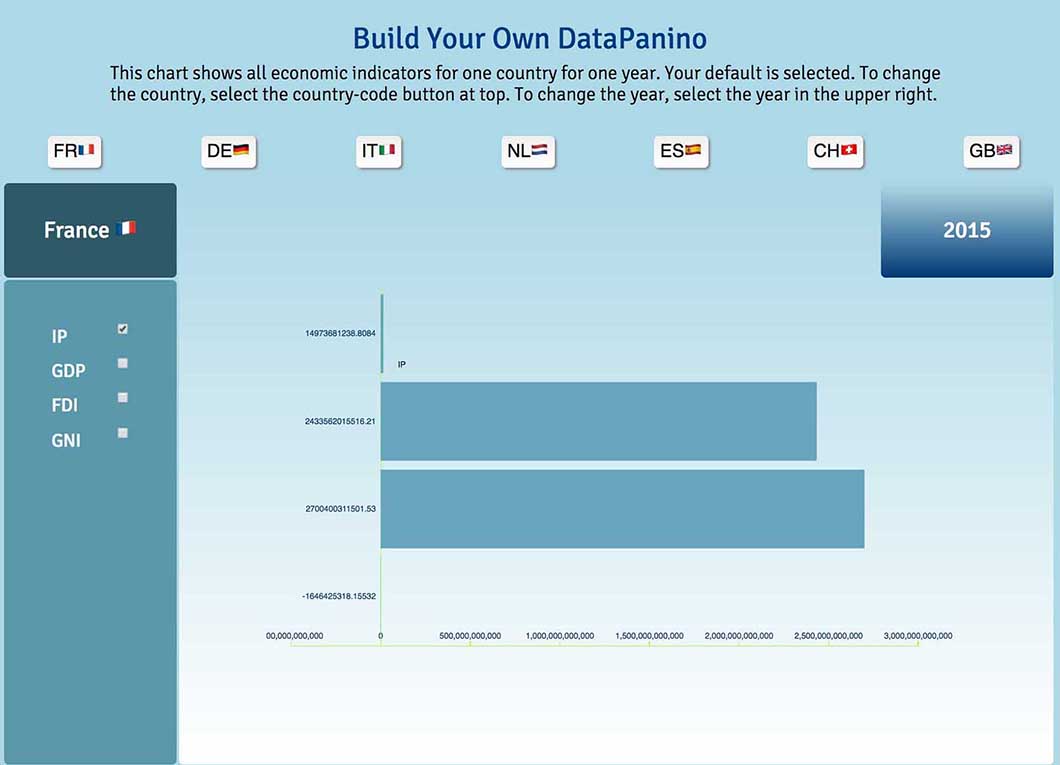 Build Your Own DataPanino
This chart shows all economic indicators for one country for one year. Your default is selected. To change
the country, select the country-code button at top. To change the year, select the year in the upper right.
FR DE IT NL ES CH GB
France 2015
IP
GDP
FDI
GNI
14973681238.8084
IP
2433562015516.21
2700400311501.53
-1646425318.15532
00,000,000,000 0 500,000,000,000 1,000,000,000,000 1,500,000,000,000 2,000,000,000,000 2,500,000,000,000 3,000,000,000,000